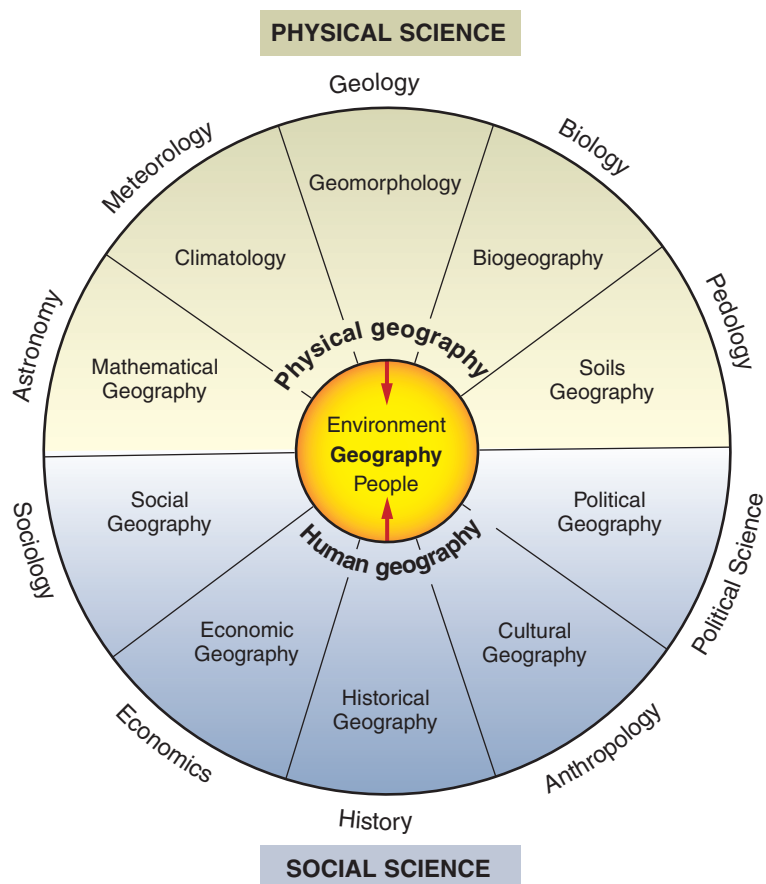 PHYSICAL SCIENCE
Geology
Meteorology
Biology
Astronomy
Pedology
Geomorphology
Climatology
Biogeography
Mathematical
Geography
Soils
Geography
Physical geography
Environment
Geography
People
Human geography
Social
Geography
Political
Geography
Economic
Geography
Cultural
Geography
Historical
Geography
Sociology
Political Science
Economics
Anthropology
History
SOCIAL SCIENCE